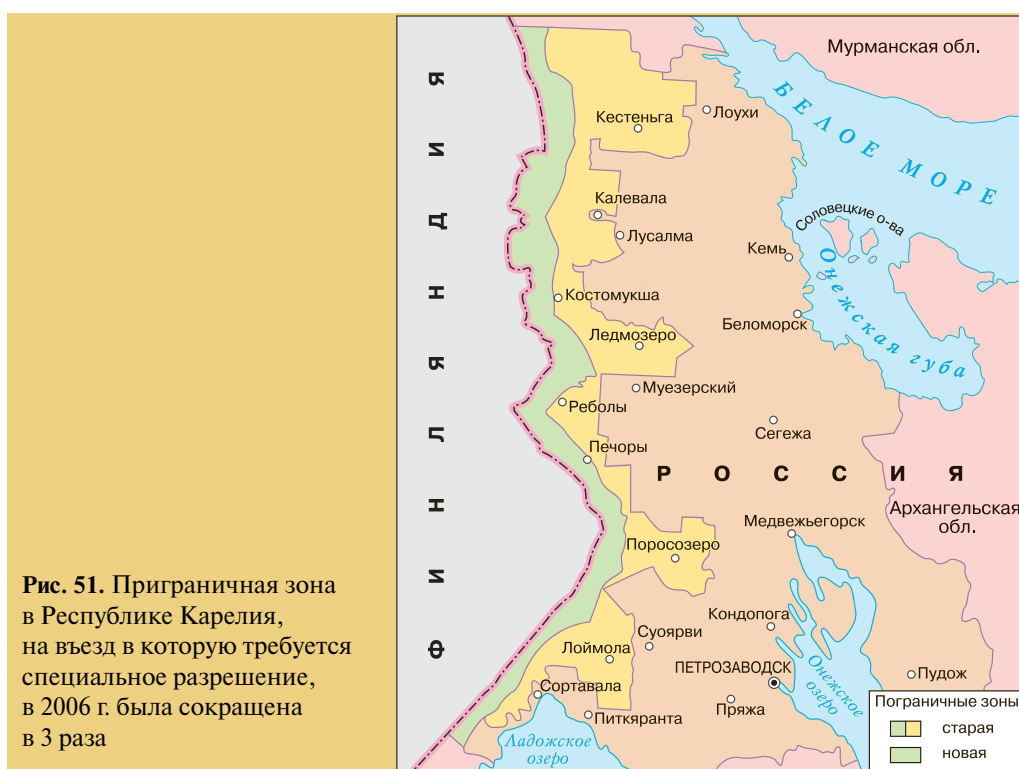 Рис. 51. Приграничная зона
в Республике Карелия,
на въезд в которую требуется
специальное разрешение,
в 2006 г. была сокращена
в 3 раза
ФИНЛЯНДИЯ
Мурманская обл.
БЕЛОЕ МОРЕ
Кестеньга
Лоухи
Калевала
Соловецкие о-ва
Лусалма
Кемь
Онежская губа
Костомукша
Беломорск
Ледмозеро
Муезерский
Реболы
Сегежа
Печоры
РОССИЯ
Архангельская
обл.
Медвежьегорск
Поросозеро
Кондопога
Суоярви
Лоймола
ПЕТРОЗАВОДСК
Онежское
озеро
Пудож
Сортавала
Пряжа
Питкяранта
Ладожское
озеро
Пограничные зоны
старая
новая